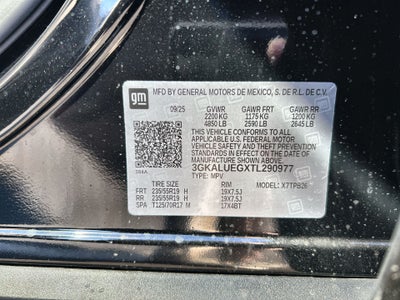 gm
MFD BY GENERAL MOTORS DE MEXICO, S. DE R.L. DE C.V.
09/25 GVWR GAWR FRT GAWR RR
2200 KG 1175 KG 1200 KG
4850 LB 2590 LB 2645 LB
THIS VEHICLE CONFORMS TO ALL
APPLICABLE U.S. FEDERAL MOTOR
VEHICLE SAFETY AND THEFT
PREVENTION STANDARDS IN EFFECT
ON THE DATE OF MANUFACTURE
SHOWN ABOVE.
3GKALUEGXTL290977
TYPE: MPV
TIRE SIZE RIM MODEL: X7TPB26
FRT 235/55R19 H 19X7.5J
RR 235/55R19 H 19X7.5J
SPA T125/70R17 M 17X4BT